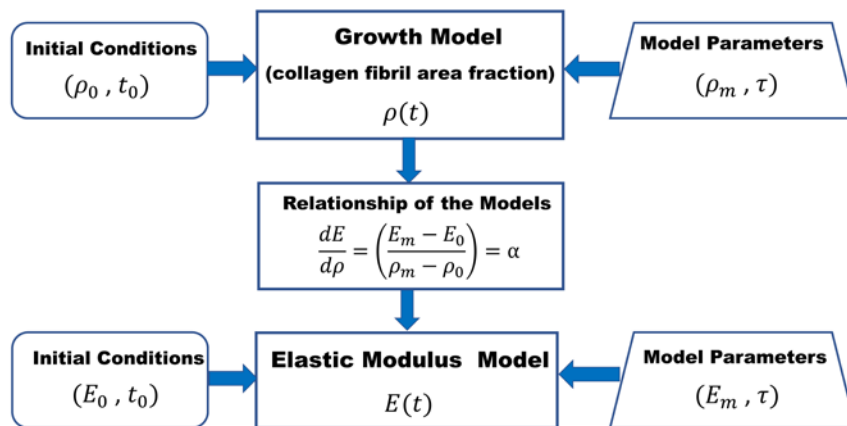 Initial Conditions
(ρ₀ , t₀)
Growth Model
(collagen fibril area fraction)
ρ(t)
Model Parameters
(ρₘ , τ)
Relationship of the Models
dE/dρ = ((Eₘ − E₀)/(ρₘ − ρ₀)) = α
Initial Conditions
(E₀ , t₀)
Elastic Modulus Model
E(t)
Model Parameters
(Eₘ , τ)